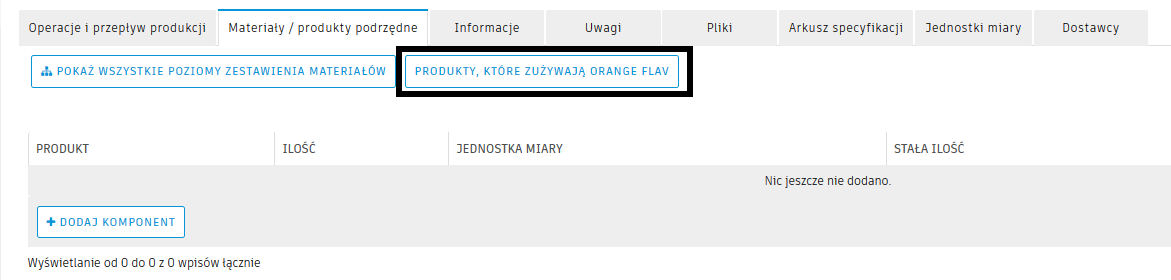 Operacje i przepływ produkcji Materiały / produkty podrzędne Informacje Uwagi Pliki Arkusz specyfikacji Jednostki miary Dostawcy
POKAŻ WSZYSTKIE POZIOMY ZESTAWIENIA MATERIAŁÓW PRODUKTY, KTÓRE ZUŻYWAJĄ ORANGE FLAV
PRODUKT ILOŚĆ JEDNOSTKA MIARY STAŁA ILOŚĆ
Nic jeszcze nie dodano.
+ DODAJ KOMPONENT
Wyświetlanie od 0 do 0 z 0 wpisów łącznie